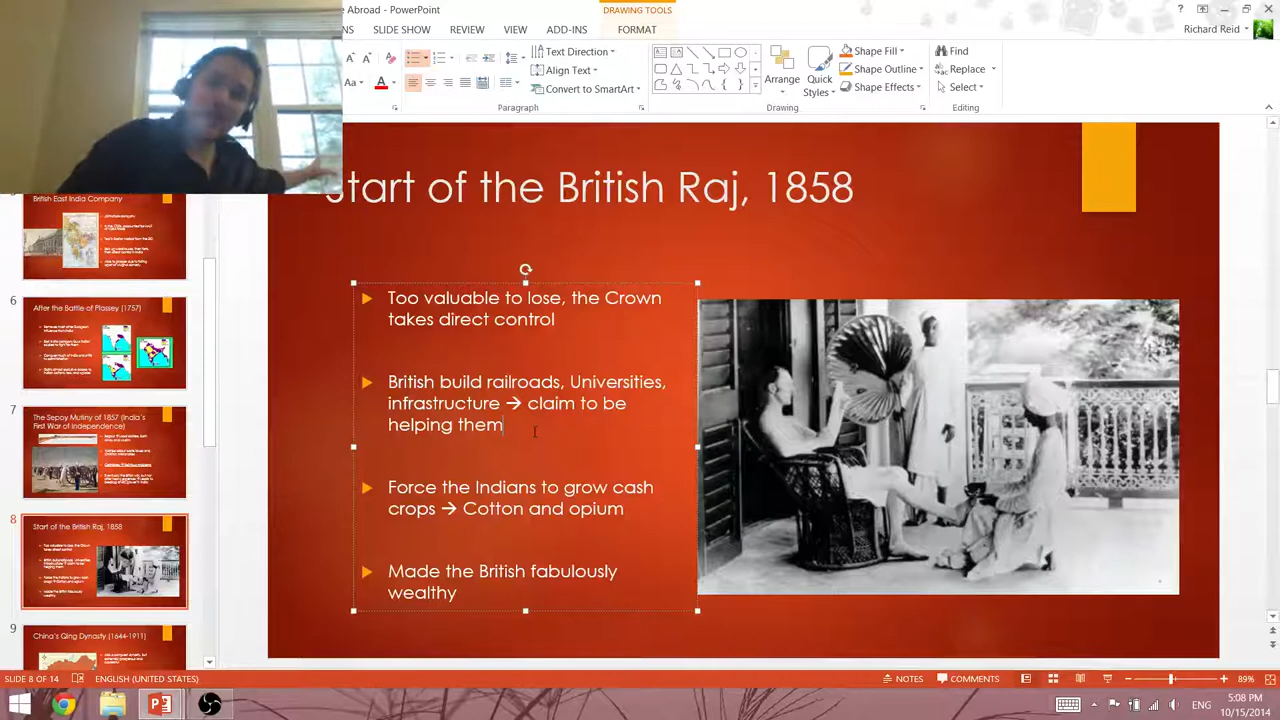 e Abroad - PowerPoint
DRAWING TOOLS
NS SLIDE SHOW REVIEW VIEW ADD-INS FORMAT
Richard Reid
Text Direction
Align Text
Convert to SmartArt
Aa
A
Paragraph
Arrange
Quick Styles
Shape Fill
Shape Outline
Shape Effects
Drawing
Find
Replace
Select
Editing
British East India Company
6
After the Battle of Plassey (1757)
7
The Sepoy Mutiny of 1857 (India's
First War of Independence)
8
Start of the British Raj, 1858
9
China's Qing Dynasty (1644-1911)
Start of the British Raj, 1858
Too valuable to lose, the Crown
takes direct control
British build railroads, Universities,
infrastructure → claim to be
helping them
Force the Indians to grow cash
crops → Cotton and opium
Made the British fabulously
wealthy
SLIDE 8 OF 14 ENGLISH (UNITED STATES) NOTES COMMENTS 89%
ENG 5:08 PM
10/15/2014